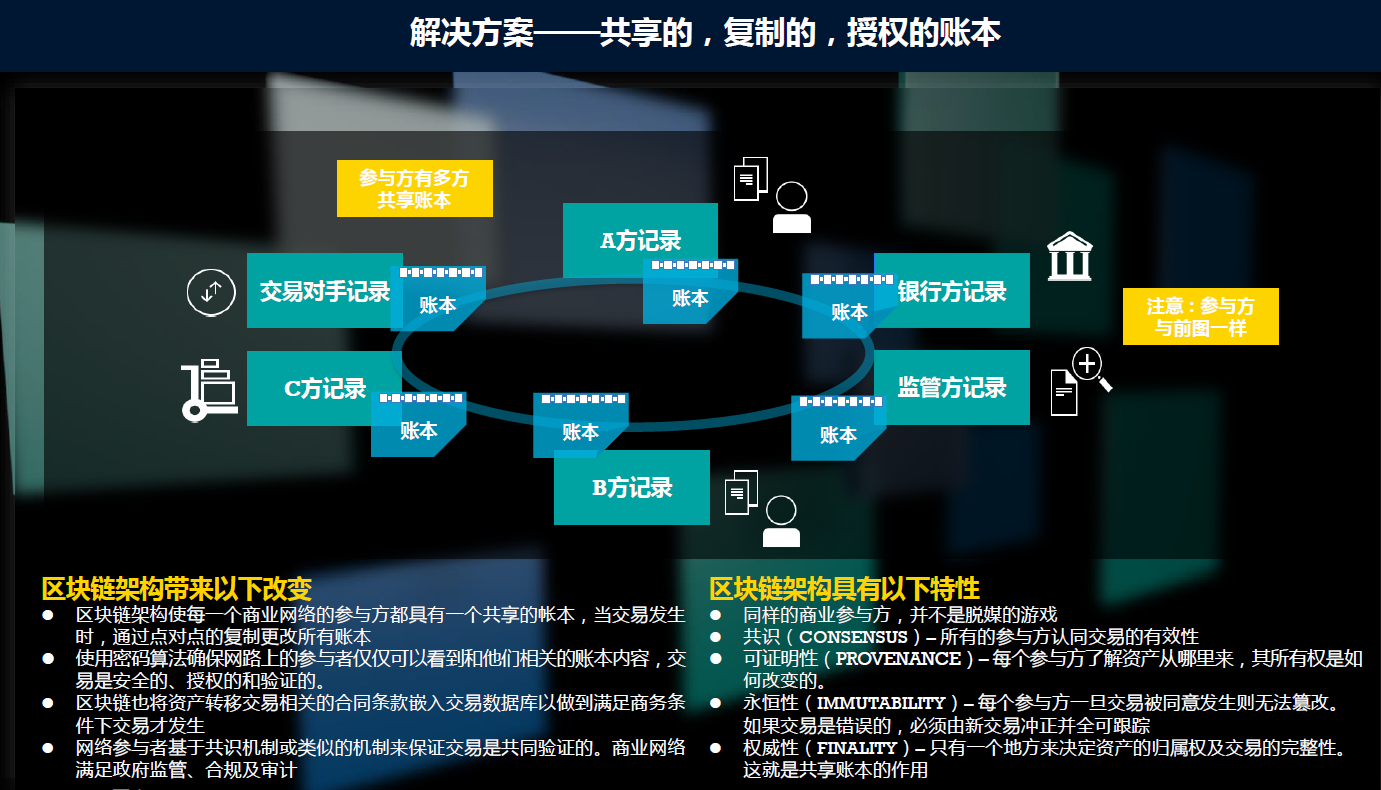 解决方案——共享的，复制的，授权的账本
参与方有多方
共享账本
A方记录
账本
交易对手记录
账本
银行方记录
账本
注意：参与方
与前图一样
C方记录
账本
监管方记录
账本
账本
B方记录
区块链架构带来以下改变
● 区块链架构使每一个商业网络的参与方都具有一个共享的帐本，当交易发生
时，通过点对点的复制更改所有账本
● 使用密码算法确保网路上的参与者仅仅可以看到和他们相关的账本内容，交
易是安全的、授权的和验证的。
● 区块链也将资产转移交易相关的合同条款嵌入交易数据库以做到满足商务条
件下交易才发生
● 网络参与者基于共识机制或类似的机制来保证交易是共同验证的。商业网络
满足政府监管、合规及审计
区块链架构具有以下特性
● 同样的商业参与方，并不是脱媒的游戏
● 共识（CONSENSUS）– 所有的参与方认同交易的有效性
● 可证明性（PROVENANCE）– 每个参与方了解资产从哪里来，其所有权是如
何改变的。
● 永恒性（IMMUTABILITY）– 每个参与方一旦交易被同意发生则无法篡改。
如果交易是错误的，必须由新交易冲正并全可跟踪
● 权威性（FINALITY）– 只有一个地方来决定资产的归属权及交易的完整性。
这就是共享账本的作用